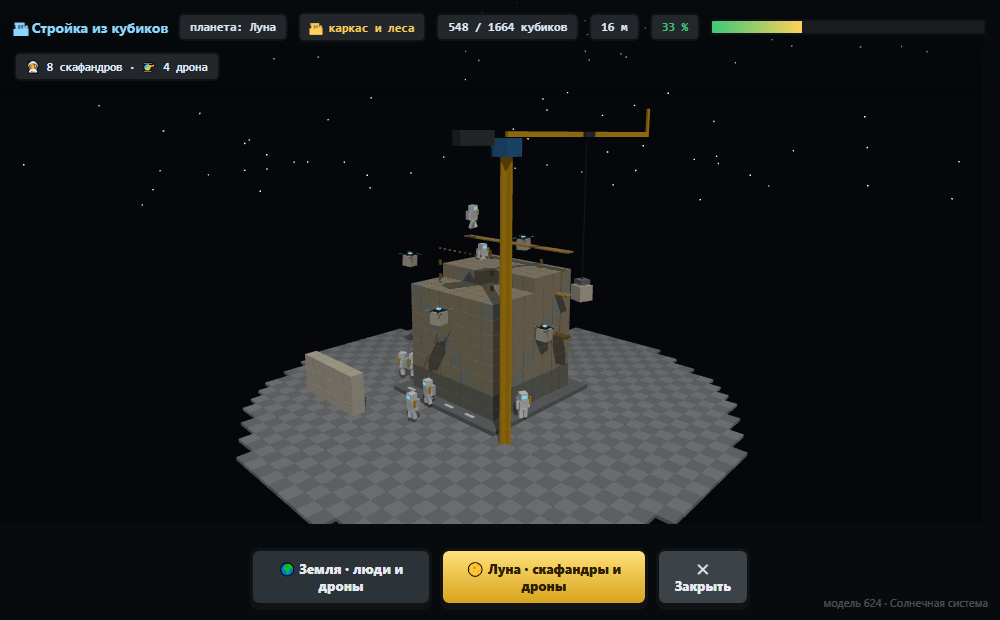 Стройка из кубиков
планета: Луна
каркас и леса
548 / 1664 кубиков
16 м
33 %
8 скафандров · 4 дрона
Земля · люди и
дроны
Луна · скафандры и
дроны
✕
Закрыть
модель 624 · Солнечная система